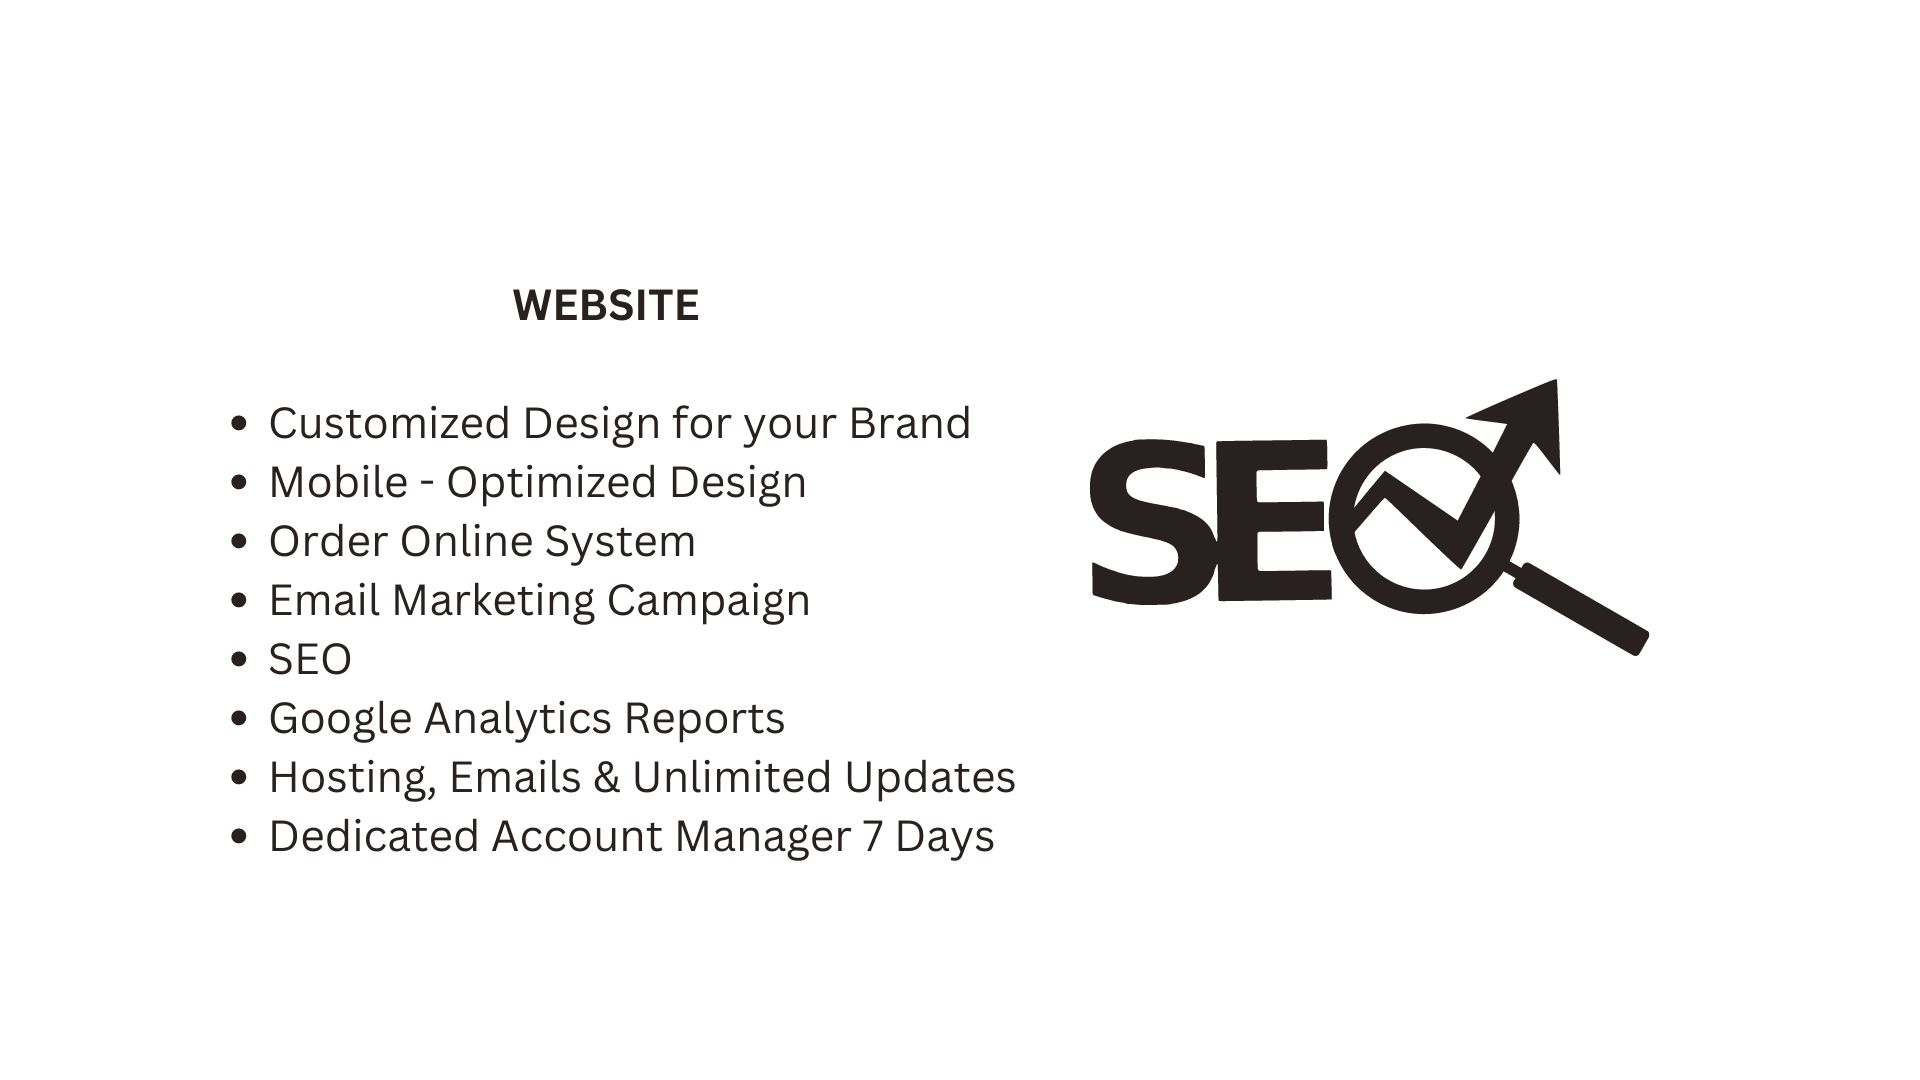 WEBSITE
• Customized Design for your Brand
• Mobile - Optimized Design
• Order Online System
• Email Marketing Campaign
• SEO
• Google Analytics Reports
• Hosting, Emails & Unlimited Updates
• Dedicated Account Manager 7 Days
SEO